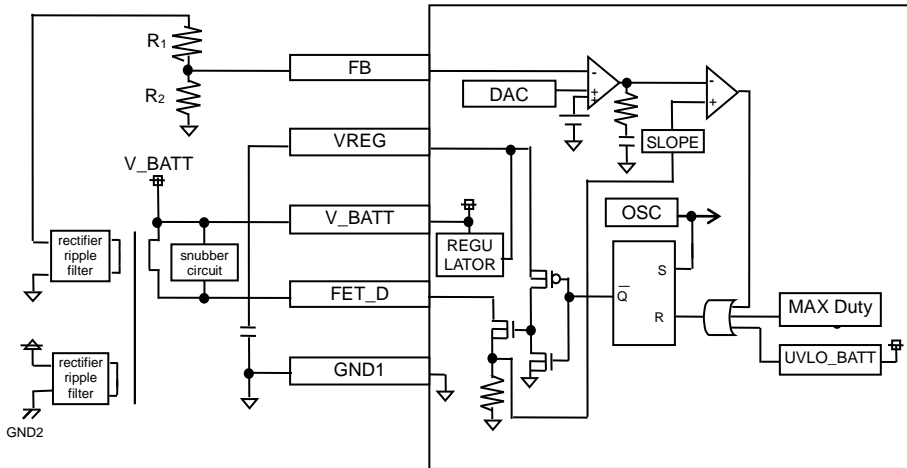 R1
R2
FB
DAC
-
+
+
-
+
VREG
SLOPE
V_BATT
V_BATT
OSC
rectifier
ripple
filter
snubber
circuit
REGU
LATOR
S
Q
R
FET_D
MAX Duty
rectifier
ripple
filter
GND1
UVLO_BATT
GND2